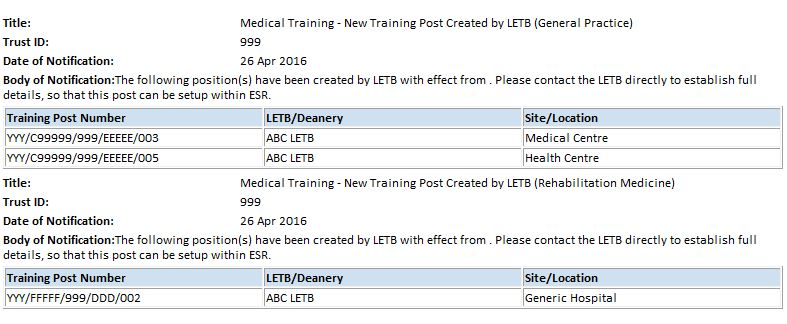 Title: Medical Training - New Training Post Created by LETB (General Practice)
Trust ID: 999
Date of Notification: 26 Apr 2016
Body of Notification:The following position(s) have been created by LETB with effect from . Please contact the LETB directly to establish full
details, so that this post can be setup within ESR.
Training Post Number LETB/Deanery Site/Location
YYY/C99999/999/EEEEE/003 ABC LETB Medical Centre
YYY/C99999/999/EEEEE/005 ABC LETB Health Centre
Title: Medical Training - New Training Post Created by LETB (Rehabilitation Medicine)
Trust ID: 999
Date of Notification: 26 Apr 2016
Body of Notification:The following position(s) have been created by LETB with effect from . Please contact the LETB directly to establish full
details, so that this post can be setup within ESR.
Training Post Number LETB/Deanery Site/Location
YYY/FFFFF/999/DDD/002 ABC LETB Generic Hospital